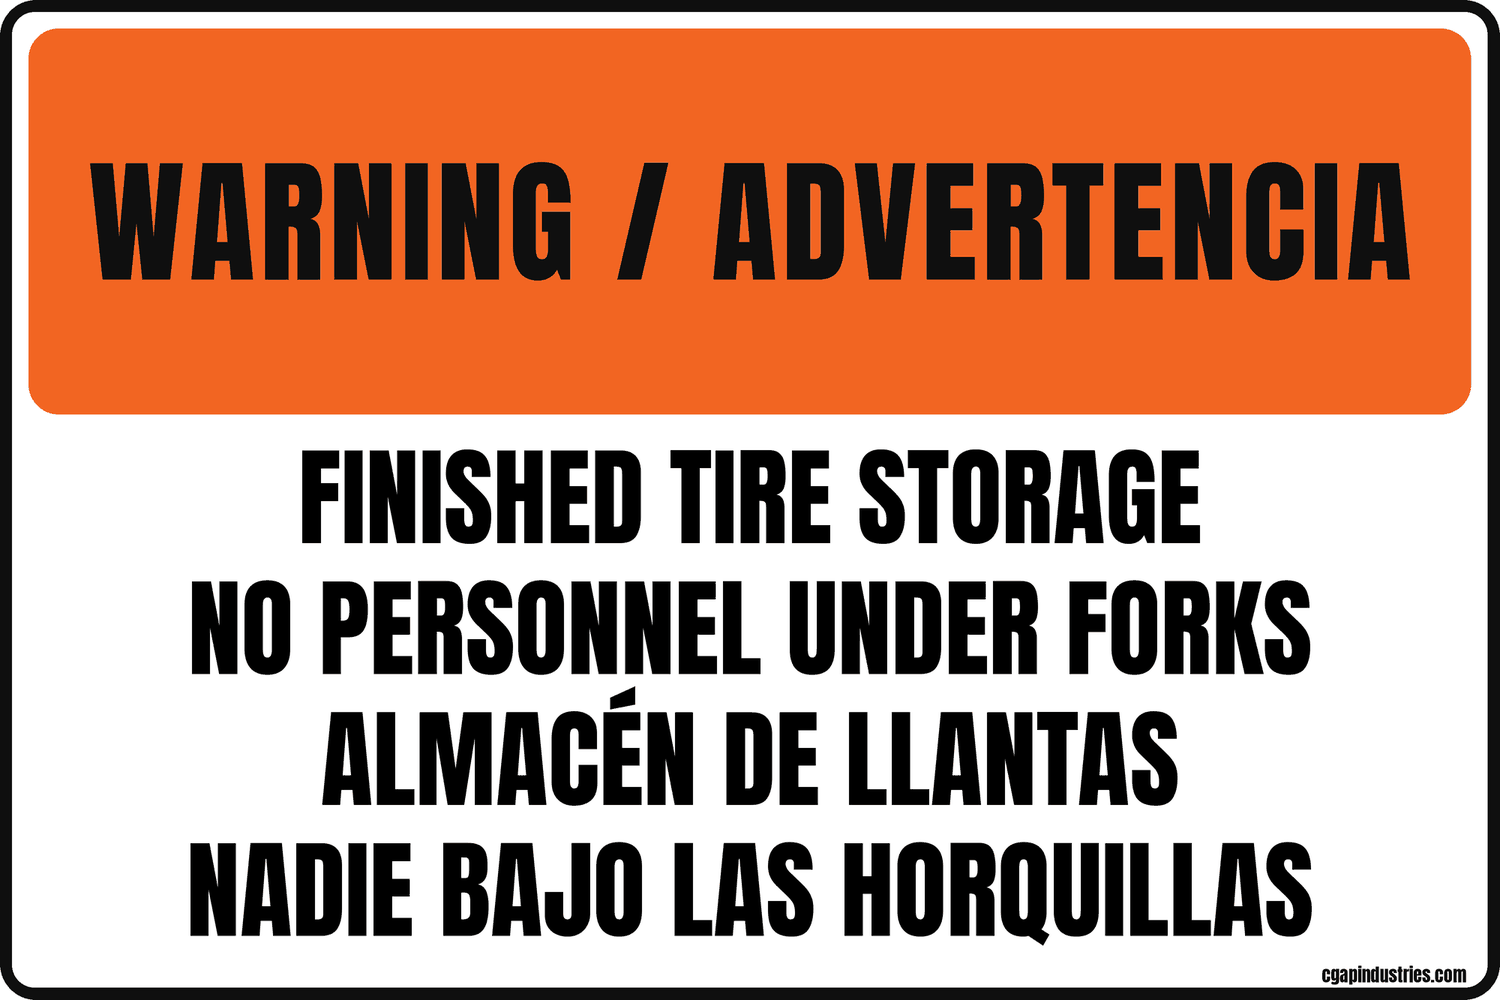 WARNING / ADVERTENCIA
FINISHED TIRE STORAGE
NO PERSONNEL UNDER FORKS
ALMACÉN DE LLANTAS
NADIE BAJO LAS HORQUILLAS
cgapindustries.com